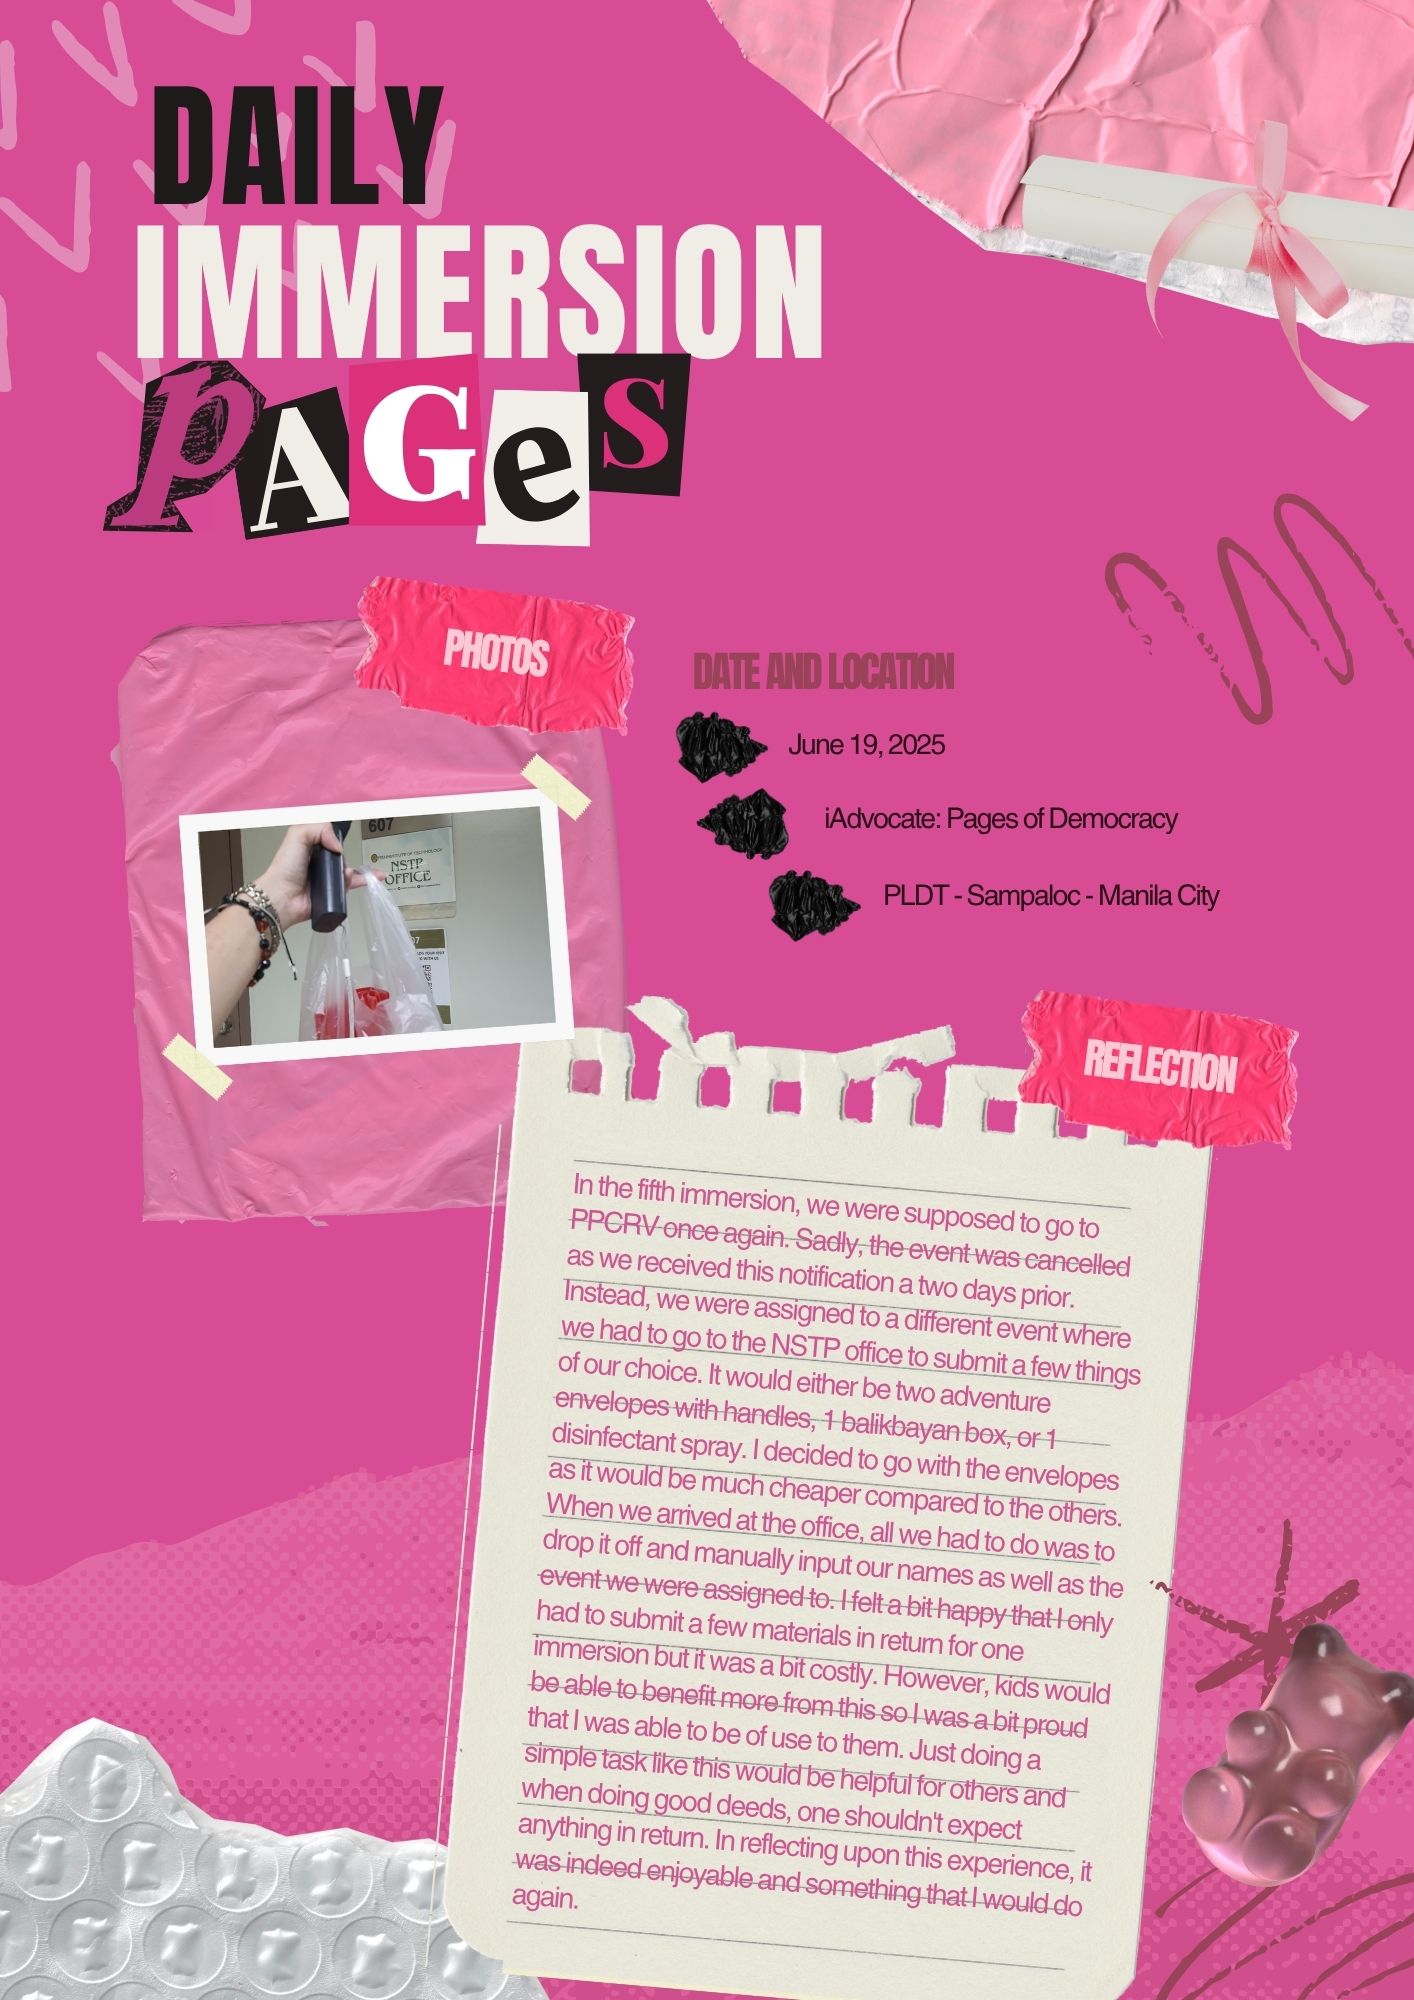 DAILY
IMMERSION
pAGes
PHOTOS
DATE AND LOCATION
June 19, 2025
iAdvocate: Pages of Democracy
PLDT - Sampaloc - Manila City
607
INSTITUTE OF TECHNOLOGY
NSTP
OFFICE
REFLECTION
In the fifth immersion, we were supposed to go to
PPCRV once again. Sadly, the event was cancelled
as we received this notification a two days prior.
Instead, we were assigned to a different event where
we had to go to the NSTP office to submit a few things
of our choice. It would either be two adventure
envelopes with handles, 1 balikbayan box, or 1
disinfectant spray. I decided to go with the envelopes
as it would be much cheaper compared to the others.
When we arrived at the office, all we had to do was to
drop it off and manually input our names as well as the
event we were assigned to. I felt a bit happy that I only
had to submit a few materials in return for one
immersion but it was a bit costly. However, kids would
be able to benefit more from this so I was a bit proud
that I was able to be of use to them. Just doing a
simple task like this would be helpful for others and
when doing good deeds, one shouldn't expect
anything in return. In reflecting upon this experience, it
was indeed enjoyable and something that I would do
again.